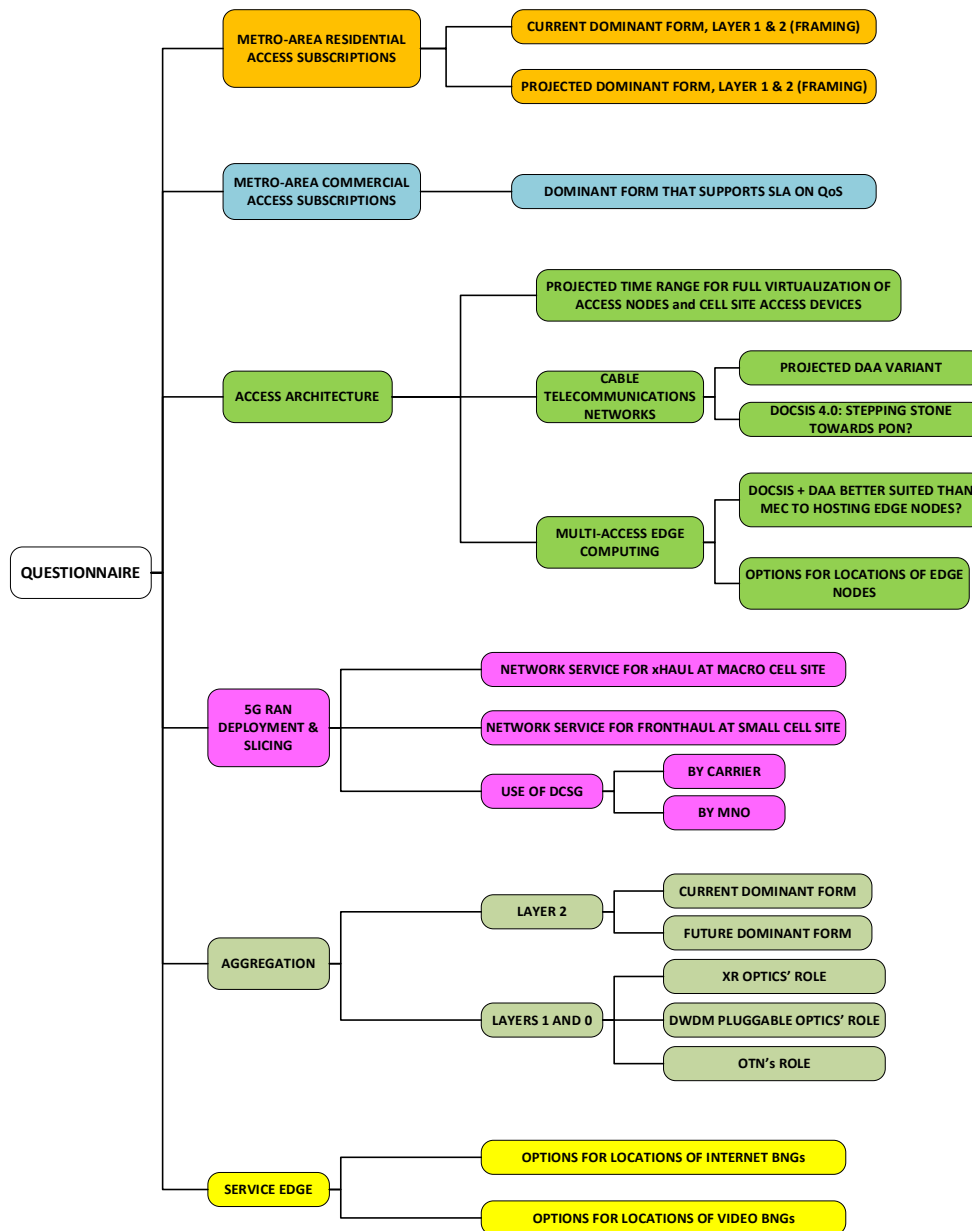 METRO-AREA RESIDENTIAL
ACCESS SUBSCRIPTIONS
CURRENT DOMINANT FORM, LAYER 1 & 2 (FRAMING)
PROJECTED DOMINANT FORM, LAYER 1 & 2 (FRAMING)
METRO-AREA COMMERCIAL
ACCESS SUBSCRIPTIONS
DOMINANT FORM THAT SUPPORTS SLA ON QoS
PROJECTED TIME RANGE FOR FULL VIRTUALIZATION OF
ACCESS NODES and CELL SITE ACCESS DEVICES
ACCESS ARCHITECTURE
CABLE
TELECOMMUNICATIONS
NETWORKS
PROJECTED DAA VARIANT
DOCSIS 4.0: STEPPING STONE
TOWARDS PON?
MULTI-ACCESS EDGE
COMPUTING
DOCSIS + DAA BETTER SUITED THAN
MEC TO HOSTING EDGE NODES?
OPTIONS FOR LOCATIONS OF EDGE
NODES
QUESTIONNAIRE
5G RAN
DEPLOYMENT &
SLICING
NETWORK SERVICE FOR xHAUL AT MACRO CELL SITE
NETWORK SERVICE FOR FRONTHAUL AT SMALL CELL SITE
USE OF DCSG
BY CARRIER
BY MNO
AGGREGATION
LAYER 2
CURRENT DOMINANT FORM
FUTURE DOMINANT FORM
LAYERS 1 AND 0
XR OPTICS' ROLE
DWDM PLUGGABLE OPTICS' ROLE
OTN's ROLE
SERVICE EDGE
OPTIONS FOR LOCATIONS OF INTERNET BNGs
OPTIONS FOR LOCATIONS OF VIDEO BNGs